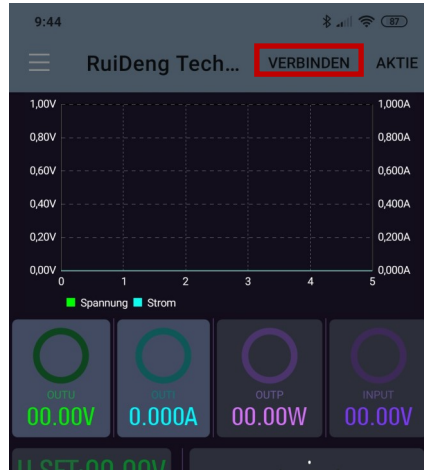 9:44 87
RuiDeng Tech... VERBINDEN AKTIE
1,00V 1,000A
0,80V 0,800A
0,60V 0,600A
0,40V 0,400A
0,20V 0,200A
0,00V 0,000A
0 1 2 3 4 5
Spannung Strom
OUTU OUTI OUTP INPUT
00.00V 0.000A 00.00W 00.00V
U-SET 00.00V